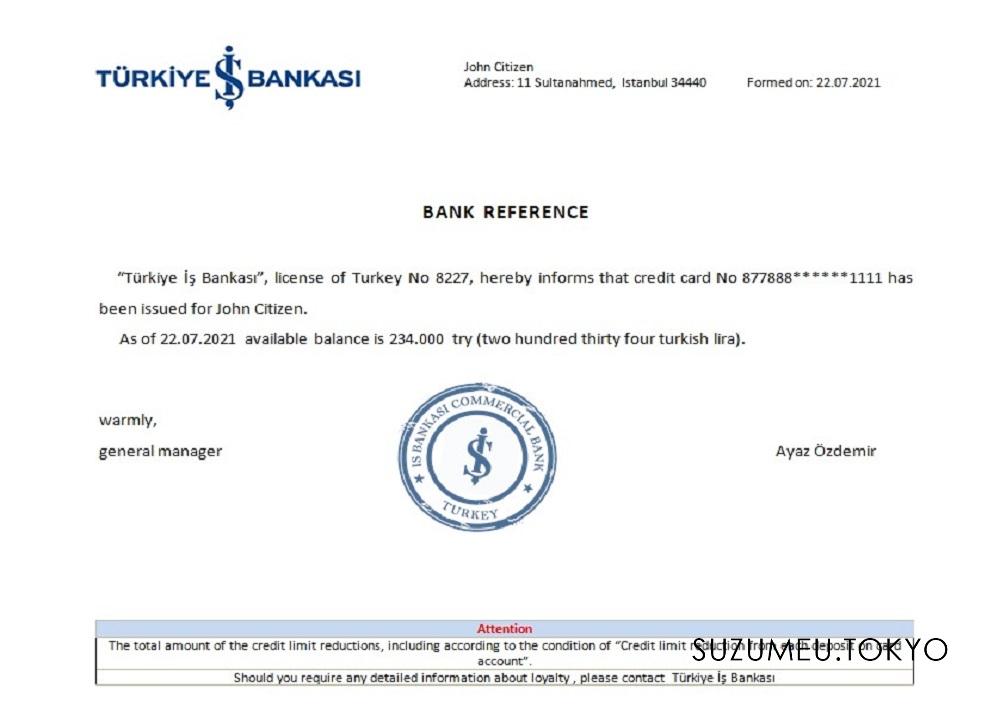 TÜRKİYE İŞ BANKASI
John Citizen
Address: 11 Sultanahmed, Istanbul 34440
Formed on: 22.07.2021
BANK REFERENCE
“Türkiye İş Bankası”, license of Turkey No 8227, hereby informs that credit card No 877888******1111 has
been issued for John Citizen.
As of 22.07.2021 available balance is 234.000 try (two hundred thirty four turkish lira).
warmly,
general manager
IS BANKASI COMMERCIAL BANK
İŞ
TURKEY
Ayaz Özdemir
Attention
The total amount of the credit limit reductions, including according to the condition of “Credit limit reduction from each deposit on card
account”.
SUZUMEU.TOKYO
Should you require any detailed information about loyalty , please contact Türkiye İş Bankası